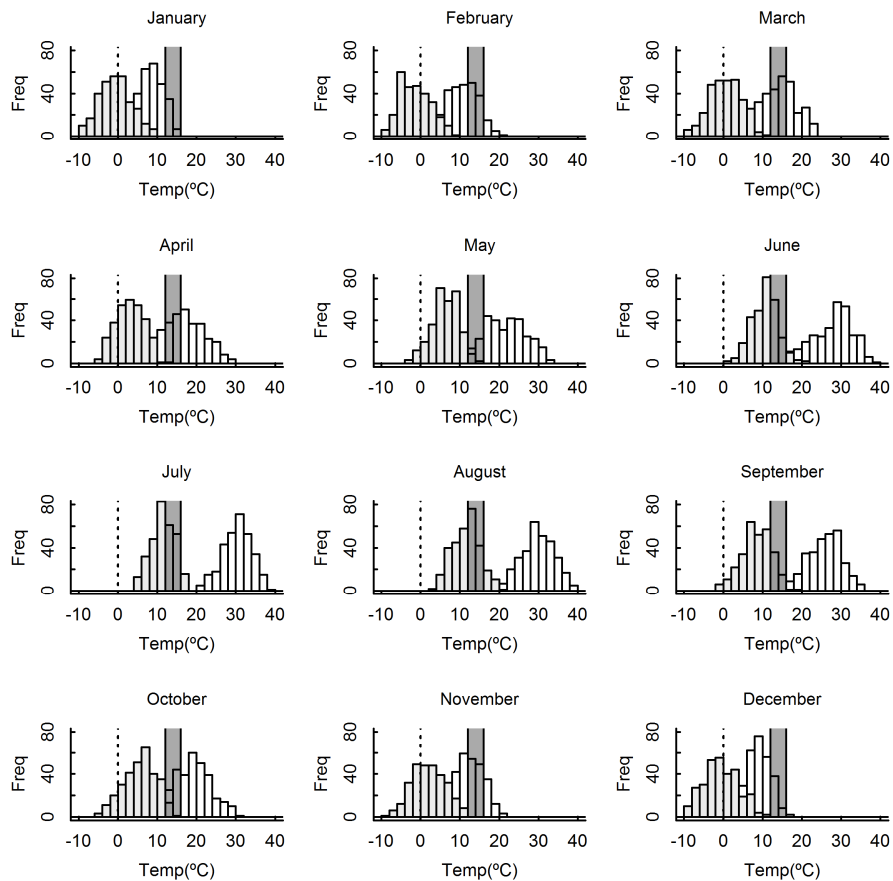 January February March
80 80 80
Freq Freq Freq
40 40 40
0 0 0
-10 0 10 20 30 40 -10 0 10 20 30 40 -10 0 10 20 30 40
Temp(ºC) Temp(ºC) Temp(ºC)
April May June
80 80 80
Freq Freq Freq
40 40 40
0 0 0
-10 0 10 20 30 40 -10 0 10 20 30 40 -10 0 10 20 30 40
Temp(ºC) Temp(ºC) Temp(ºC)
July August September
80 80 80
Freq Freq Freq
40 40 40
0 0 0
-10 0 10 20 30 40 -10 0 10 20 30 40 -10 0 10 20 30 40
Temp(ºC) Temp(ºC) Temp(ºC)
October November December
80 80 80
Freq Freq Freq
40 40 40
0 0 0
-10 0 10 20 30 40 -10 0 10 20 30 40 -10 0 10 20 30 40
Temp(ºC) Temp(ºC) Temp(ºC)